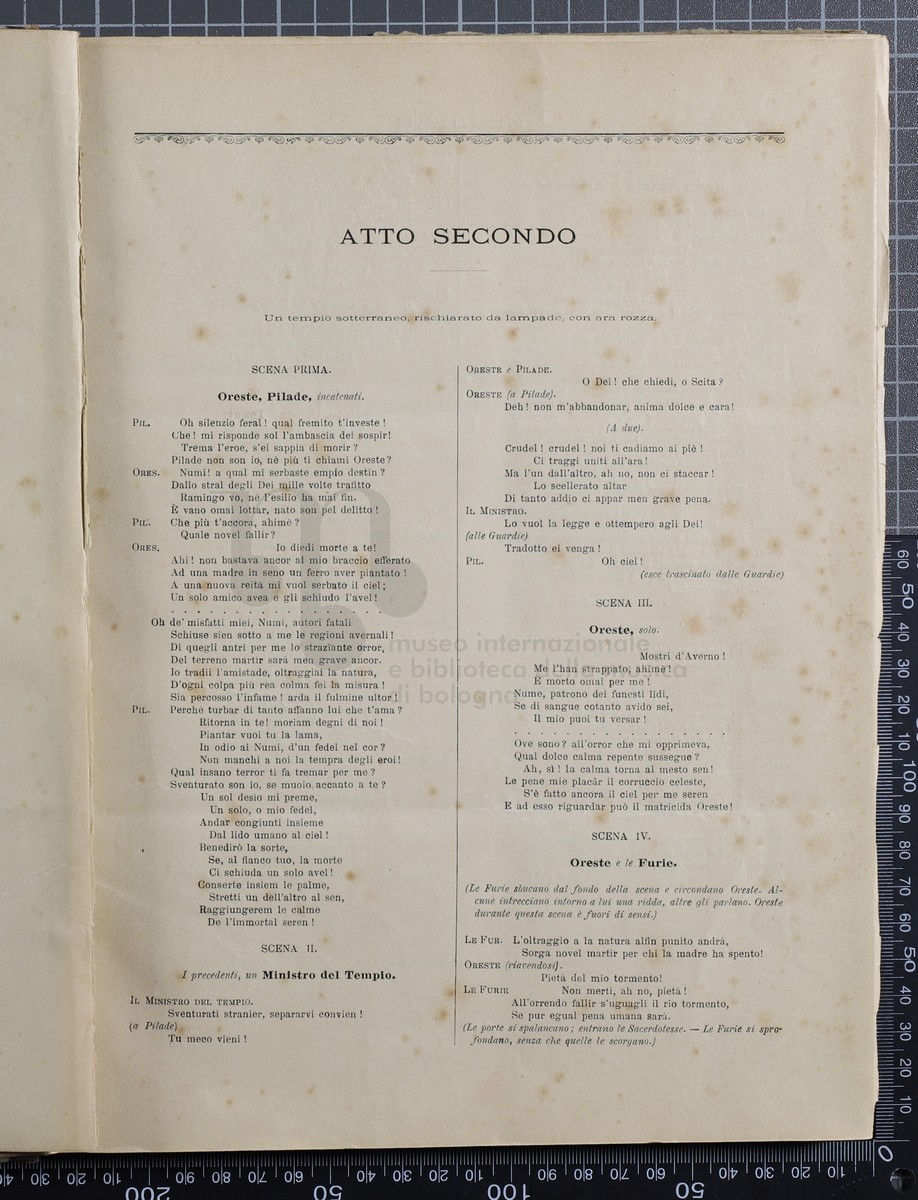 ATTO SECONDO
Un tempio sotterraneo, rischiarato da lampade, con ara rozza.
SCENA PRIMA.
Oreste, Pilade, incatenati.
PIL. Oh silenzio feral! qual fremito t'investe!
Che! mi risponde sol l'ambascia dei sospir!
Trema l'eroe, s'ei sappia di morir?
Pilade non son io, nè più ti chiami Oreste?
ORES. Numi! a qual mi serbaste empio destin?
Dallo stral degli Dei mille volte trafitto
Ramingo vo, nè l'esilio ha mai fin.
È vano omai lottar, nato son pel delitto!
PIL. Che più t'accora, ahimè?
Quale novel fallir?
ORES. Io diedi morte a te!
Ahi! non bastava ancor al mio braccio efferato
Ad una madre in seno un ferro aver piantato!
A una nuova reità mi vuol serbato il ciel;
Un solo amico avea e gli schiudo l'avel!
. . . . . . . . . . . . . . . .
Oh de' misfatti miei, Numi, autori fatali
Schiuse sien sotto a me le regioni avernali!
Di quegli antri per me lo straziante orror,
Del terreno martir sarà men grave ancor.
Io tradii l'amistade, oltraggiai la natura,
D'ogni colpa più rea colma fei la misura!
Sia percosso l'infame! arda il fulmine ultor!
PIL. Perchè turbar di tanto affanno lui che t'ama?
Ritorna in te! moriam degni di noi!
Piantar vuoi tu la lama,
In odio ai Numi, d'un fedel nel cor?
Non manchi a noi la tempra degli eroi!
Qual insano terror ti fa tremar per me?
Sventurato son io, se muoio accanto a te?
Un sol desio mi preme,
Un solo, o mio fedel,
Andar congiunti insieme
Dal lido umano al ciel!
Benedirò la sorte,
Se, al fianco tuo, la morte
Ci schiuda un solo avel!
Conserte insiem le palme,
Stretti un dell'altro al sen,
Raggiungerem le calme
De l'immortal seren!
SCENA II.
I precedenti, un Ministro del Tempio.
IL MINISTRO DEL TEMPIO.
Sventurati stranier, separarvi convien!
(a Pilade)
Tu meco vieni!
ORESTE e PILADE.
O Dei! che chiedi, o Scita?
ORESTE (a Pilade).
Deh! non m'abbandonar, anima dolce e cara!
(A due).
Crudel! crudel! noi ti cadiamo ai piè!
Ci traggi uniti all'ara!
Ma l'un dall'altro, ah no, non ci staccar!
Lo scellerato altar
Di tanto addio ci appar men grave pena.
IL MINISTRO.
Lo vuol la legge e ottempero agli Dei!
(alle Guardie)
Tradotto ei venga!
PIL. Oh ciel!
(esce trascinato dalle Guardie)
SCENA III.
Oreste, solo.
Mostri d'Averno!
Me l'han strappato, ahimè!
È morto omai per me!
Nume, patrono dei funesti lidi,
Se di sangue cotanto avido sei,
Il mio puoi tu versar!
. . . . . . . . . . . . . . . .
Ove sono? all'orror che mi opprimeva,
Qual dolce calma repente sussegue?
Ah, sì! la calma torna al mesto sen!
Le pene mie placâr il corruccio celeste,
S'è fatto ancora il ciel per me seren
E ad esso riguardar può il matricida Oreste!
SCENA IV.
Oreste e le Furie.
(Le Furie sbucano dal fondo della scena e circondano Oreste. Al-
cune intrecciano intorno a lui una ridda, altre gli parlano. Oreste
durante questa scena è fuori di sensi.)
LE FUR. L'oltraggio a la natura alfin punito andrà,
Sorga novel martir per chi la madre ha spento!
ORESTE (riavendosi).
Pietà del mio tormento!
LE FURIE Non merti, ah no, pietà!
All'orrendo fallir s'uguagli il rio tormento,
Se pur egual pena umana sarà.
(Le porte si spalancano; entrano le Sacerdotesse. — Le Furie si spro-
fondano, senza che quelle le scorgano.)
museo internazionale
e biblioteca della musica
di bologna